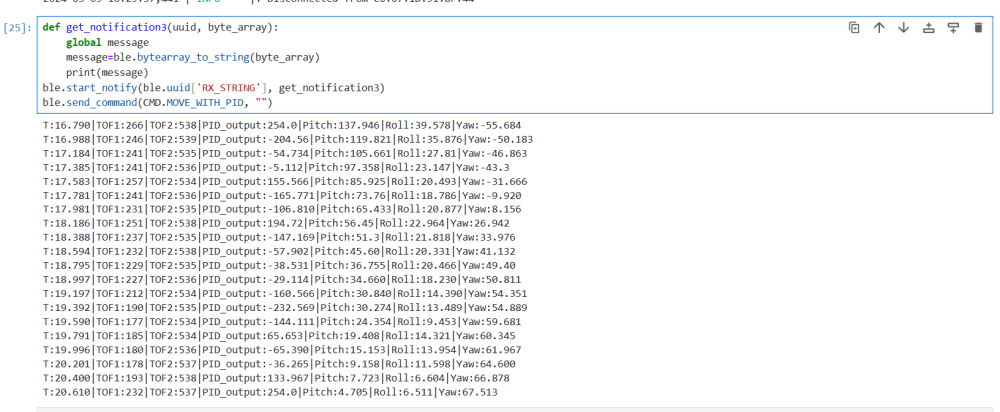 [25]: def get_notification3(uuid, byte_array):
global message
message=ble.bytearray_to_string(byte_array)
print(message)
ble.start_notify(ble.uuid['RX_STRING'], get_notification3)
ble.send_command(CMD.MOVE_WITH_PID, "")
T:16.790|TOF1:266|TOF2:538|PID_output:254.0|Pitch:137.946|Roll:39.578|Yaw:-55.684
T:16.988|TOF1:246|TOF2:539|PID_output:-204.56|Pitch:119.821|Roll:35.876|Yaw:-50.183
T:17.184|TOF1:241|TOF2:535|PID_output:-54.734|Pitch:105.661|Roll:27.81|Yaw:-46.863
T:17.385|TOF1:241|TOF2:536|PID_output:-5.112|Pitch:97.358|Roll:23.147|Yaw:-43.3
T:17.583|TOF1:257|TOF2:534|PID_output:155.566|Pitch:85.925|Roll:20.493|Yaw:-31.666
T:17.781|TOF1:241|TOF2:536|PID_output:-165.771|Pitch:73.76|Roll:18.786|Yaw:-9.920
T:17.981|TOF1:231|TOF2:535|PID_output:-106.810|Pitch:65.433|Roll:20.877|Yaw:8.156
T:18.186|TOF1:251|TOF2:538|PID_output:194.72|Pitch:56.45|Roll:22.964|Yaw:26.942
T:18.388|TOF1:237|TOF2:535|PID_output:-147.169|Pitch:51.3|Roll:21.818|Yaw:33.976
T:18.594|TOF1:232|TOF2:538|PID_output:-57.902|Pitch:45.60|Roll:20.331|Yaw:41.132
T:18.795|TOF1:229|TOF2:535|PID_output:-38.531|Pitch:36.755|Roll:20.466|Yaw:49.40
T:18.997|TOF1:227|TOF2:536|PID_output:-29.114|Pitch:34.660|Roll:18.230|Yaw:50.811
T:19.197|TOF1:212|TOF2:534|PID_output:-160.566|Pitch:30.840|Roll:14.390|Yaw:54.351
T:19.392|TOF1:190|TOF2:535|PID_output:-232.569|Pitch:30.274|Roll:13.489|Yaw:54.889
T:19.590|TOF1:177|TOF2:534|PID_output:-144.111|Pitch:24.354|Roll:9.453|Yaw:59.681
T:19.791|TOF1:185|TOF2:534|PID_output:65.653|Pitch:19.408|Roll:14.321|Yaw:60.345
T:19.996|TOF1:180|TOF2:536|PID_output:-65.390|Pitch:15.153|Roll:13.954|Yaw:61.967
T:20.201|TOF1:178|TOF2:537|PID_output:-36.265|Pitch:9.158|Roll:11.598|Yaw:64.600
T:20.400|TOF1:193|TOF2:538|PID_output:133.967|Pitch:7.723|Roll:6.604|Yaw:66.878
T:20.610|TOF1:232|TOF2:537|PID_output:254.0|Pitch:4.705|Roll:6.511|Yaw:67.513